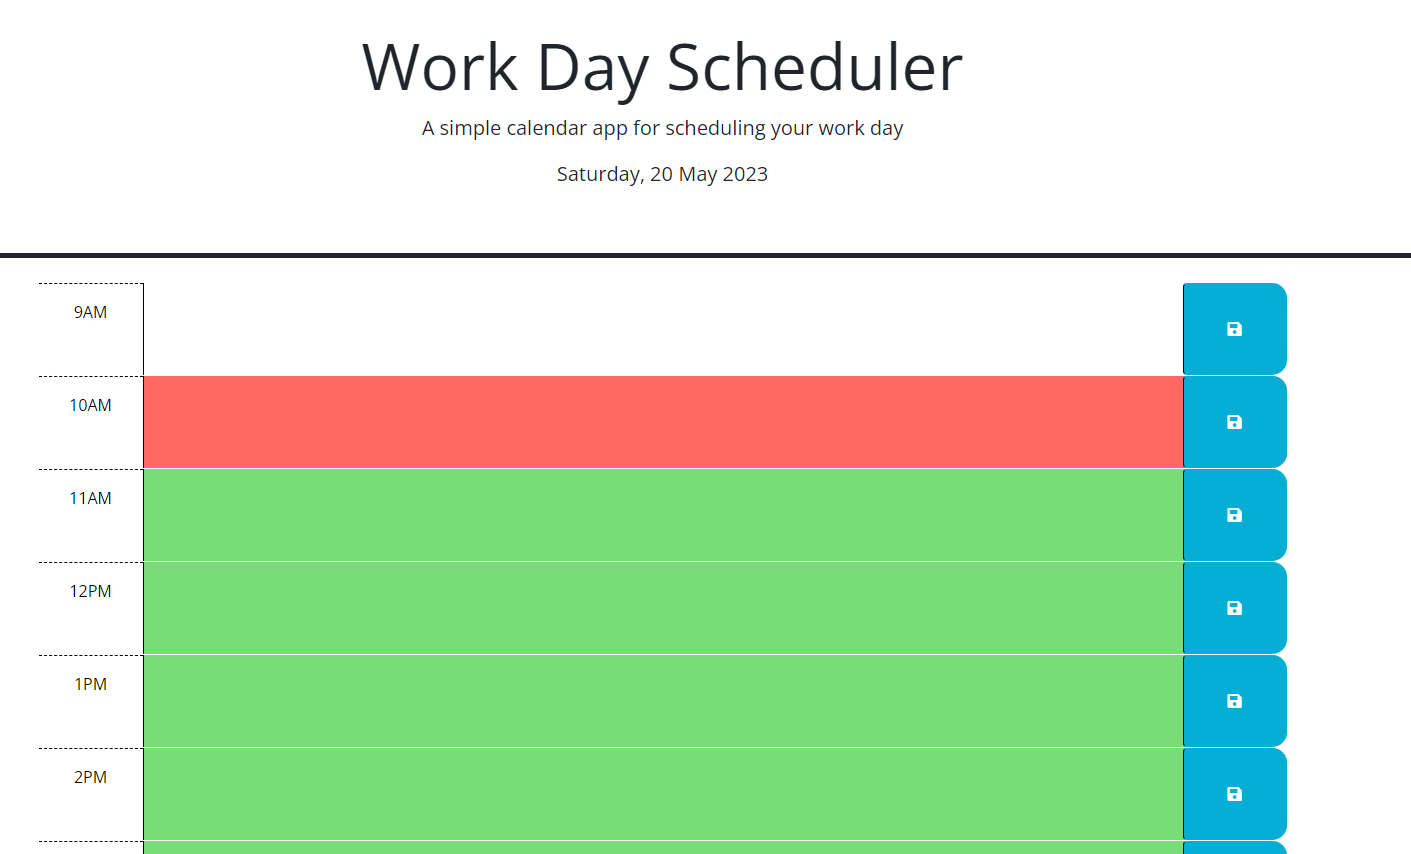 Work Day Scheduler
A simple calendar app for scheduling your work day
Saturday, 20 May 2023
9AM
10AM
11AM
12PM
1PM
2PM